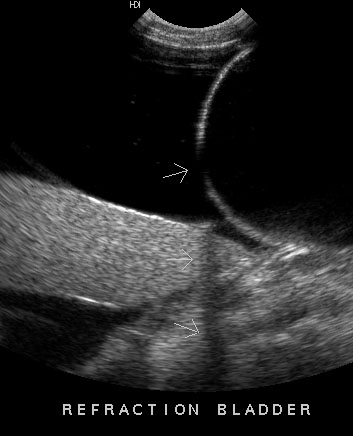 HDI
REFRACTION BLADDER